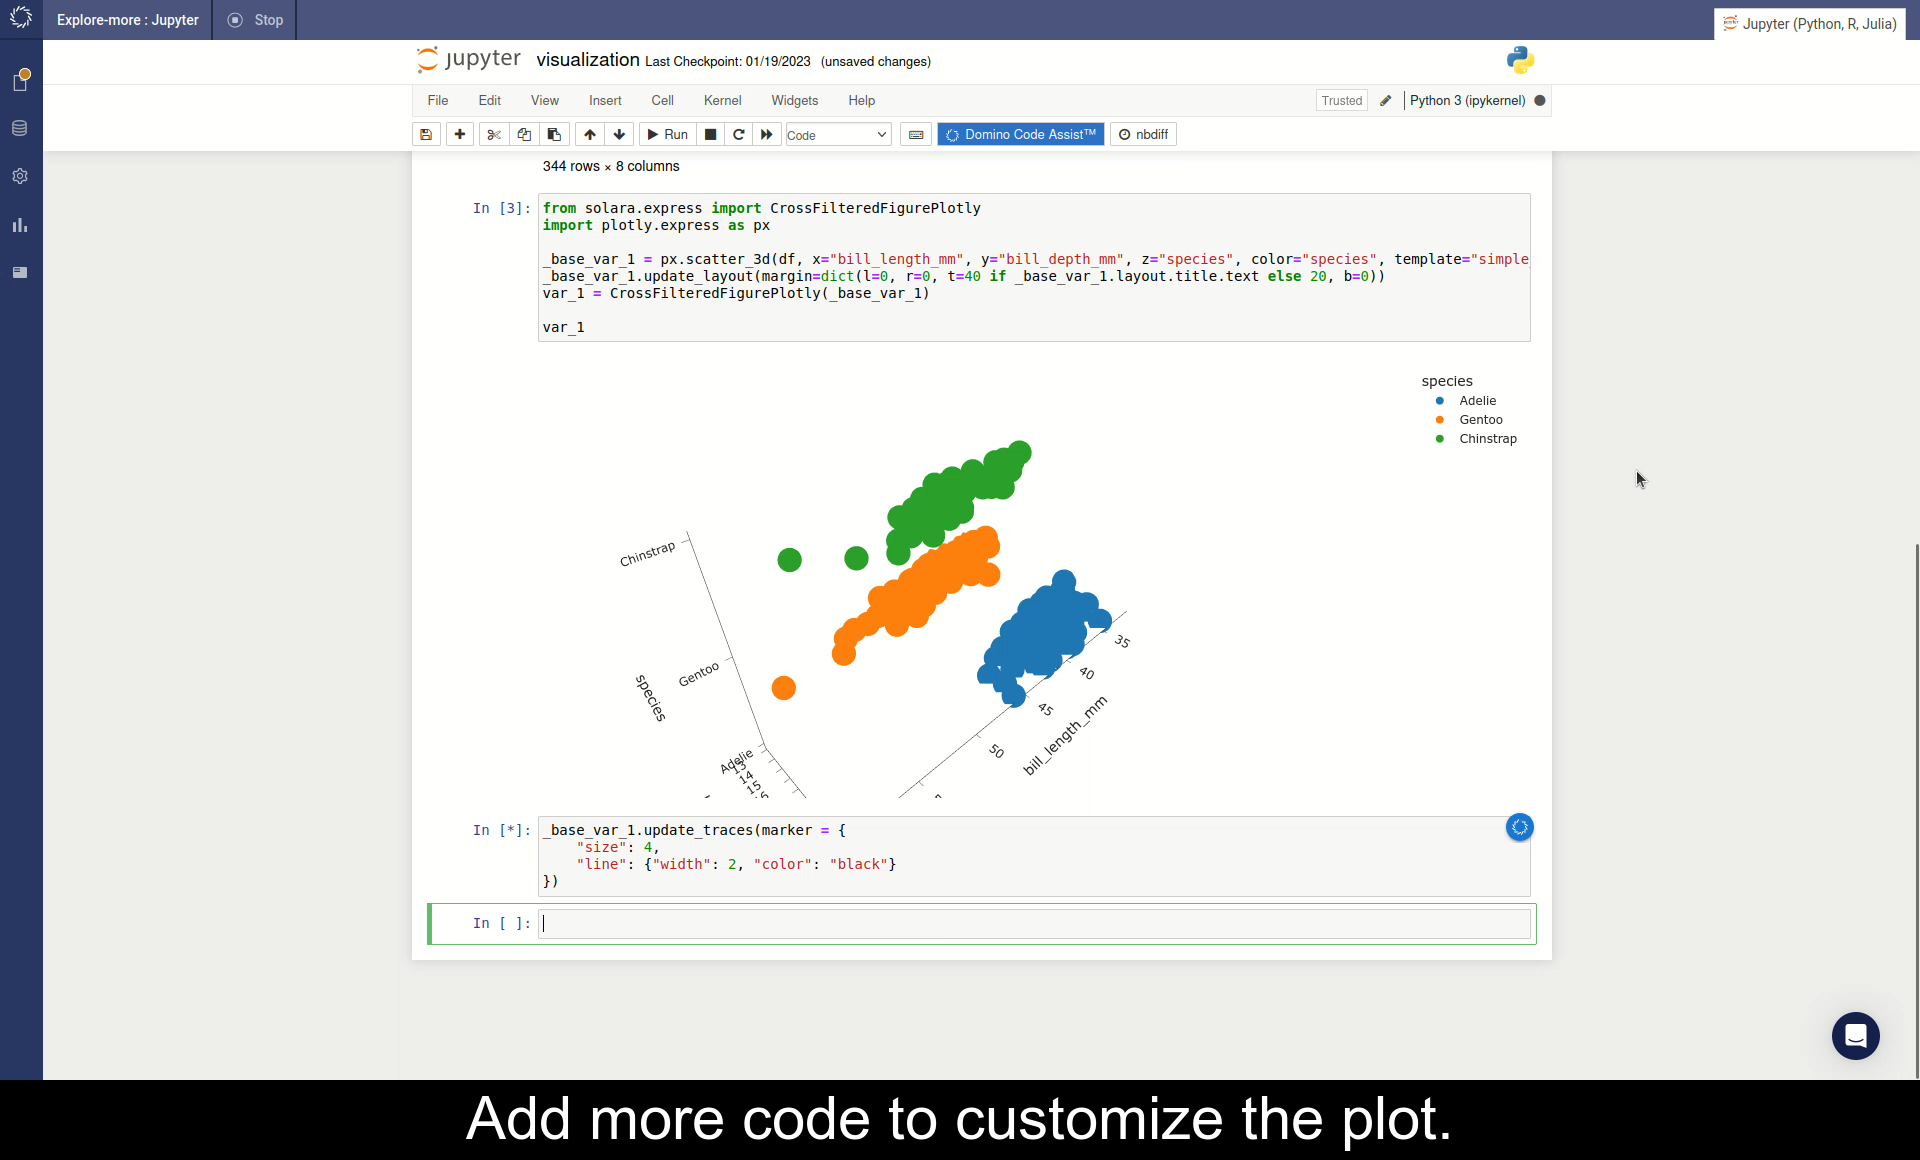 Explore-more : Jupyter
Stop
Jupyter (Python, R, Julia)
jupyter visualization Last Checkpoint: 01/19/2023 (unsaved changes)
File Edit View Insert Cell Kernel Widgets Help
Trusted Python 3 (ipykernel)
Run Code Domino Code Assist™ nbdiff
344 rows × 8 columns
In [3]:
from solara.express import CrossFilteredFigurePlotly
import plotly.express as px
_base_var_1 = px.scatter_3d(df, x="bill_length_mm", y="bill_depth_mm", z="species", color="species", template="simple_
_base_var_1.update_layout(margin=dict(l=0, r=0, t=40 if _base_var_1.layout.title.text else 20, b=0))
var_1 = CrossFilteredFigurePlotly(_base_var_1)
var_1
species
Adelie
Gentoo
Chinstrap
Chinstrap
Gentoo
Adelie
species
13
14
15
35
40
45
50
bill_length_mm
In [*]:
_base_var_1.update_traces(marker = {
"size": 4,
"line": {"width": 2, "color": "black"}
})
In [ ]:
Add more code to customize the plot.